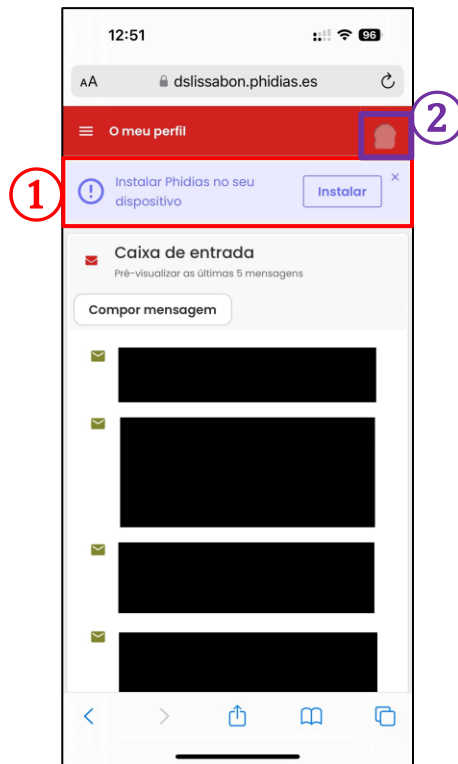 12:51
96
AA
dslissabon.phidias.es
O meu perfil
2
1
Instalar Phidias no seu
dispositivo
Instalar
×
Caixa de entrada
Pré-visualizar as últimas 5 mensagens
Compor mensagem